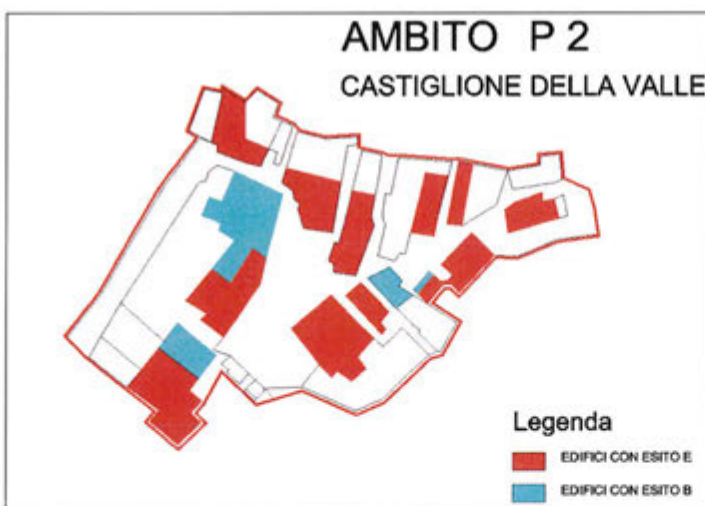 AMBITO P 2
CASTIGLIONE DELLA VALLE
Legenda
EDIFICI CON ESITO E
EDIFICI CON ESITO B